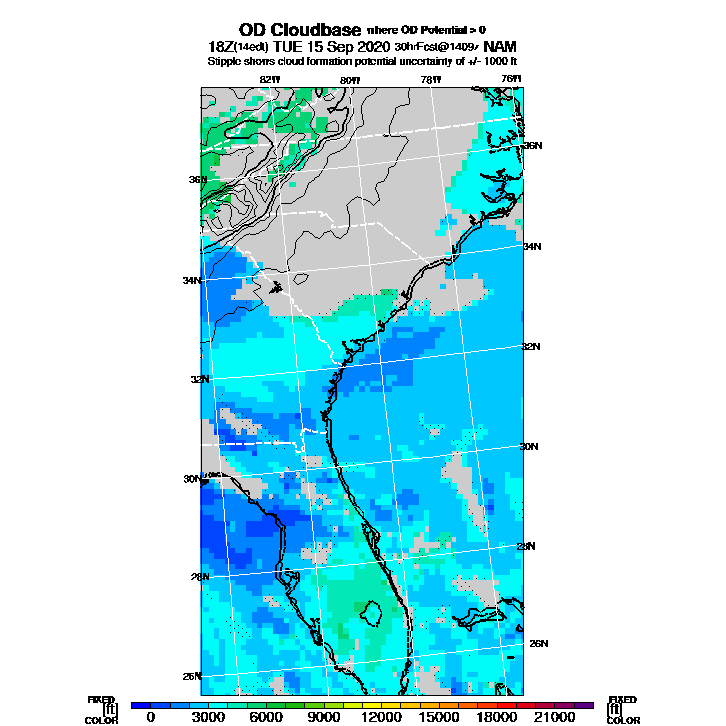 OD Cloudbase where OD Potential > 0
18Z(14edt) TUE 15 Sep 2020 30hrFcst@1409z NAM
Stipple shows cloud formation potential uncertainty of +/- 1000 ft
82W 80W 78W 76W
36N
36N
34N
34N
32N
32N
30N
30N
28N
28N
26N
26N
FIXED FIXED
[ft] [ft]
COLOR 0 3000 6000 9000 12000 15000 18000 21000 COLOR